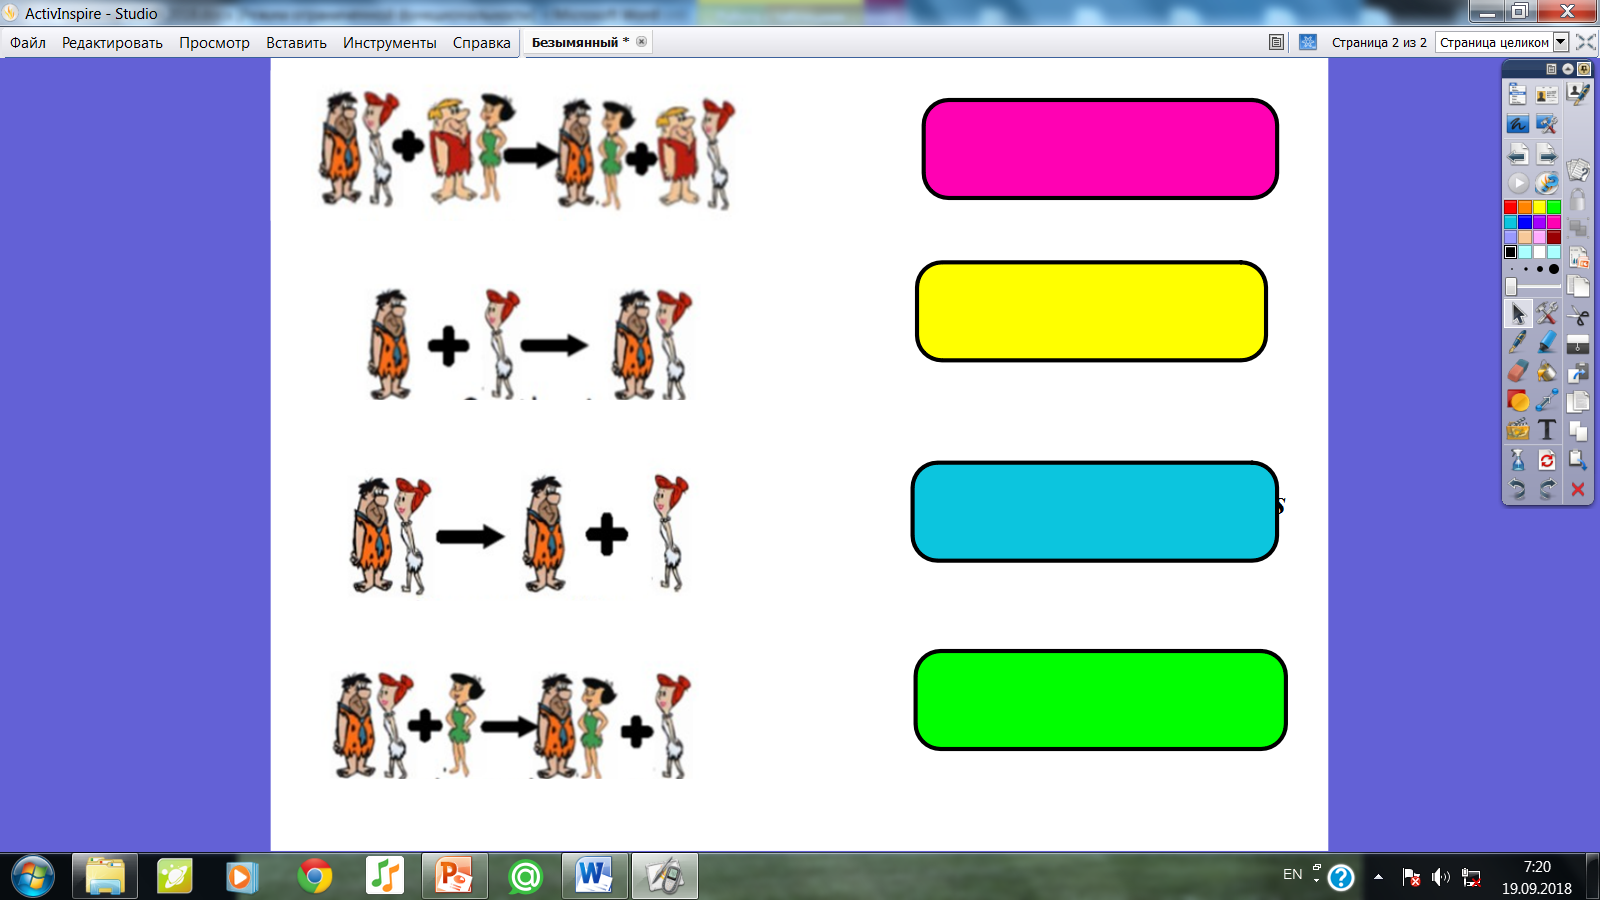 ActivInspire - Studio
Файл Редактировать Просмотр Вставить Инструменты Справка Безымянный * Страница 2 из 2 Страница целиком
s
EN 7:20
19.09.2018